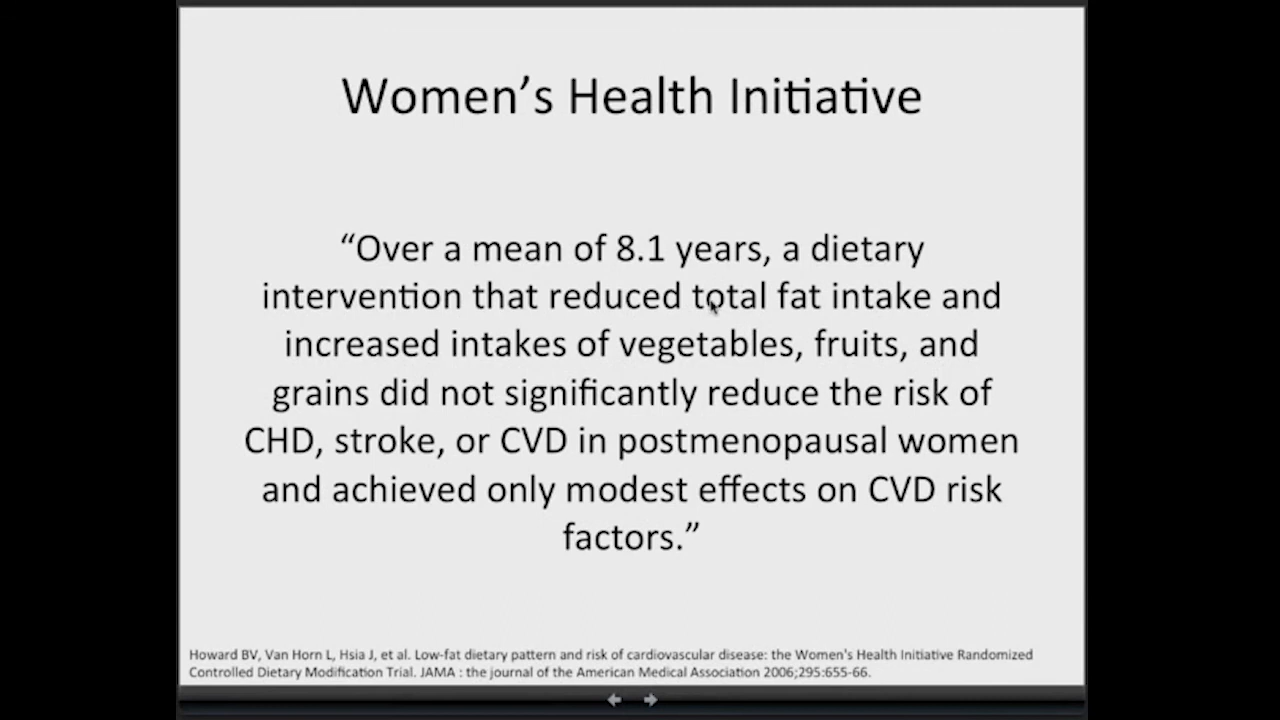 Women’s Health Initiative
“Over a mean of 8.1 years, a dietary
intervention that reduced total fat intake and
increased intakes of vegetables, fruits, and
grains did not significantly reduce the risk of
CHD, stroke, or CVD in postmenopausal women
and achieved only modest effects on CVD risk
factors.”
Howard BV, Van Horn L, Hsia J, et al. Low-fat dietary pattern and risk of cardiovascular disease: the Women's Health Initiative Randomized
Controlled Dietary Modification Trial. JAMA : the journal of the American Medical Association 2006;295:655-66.